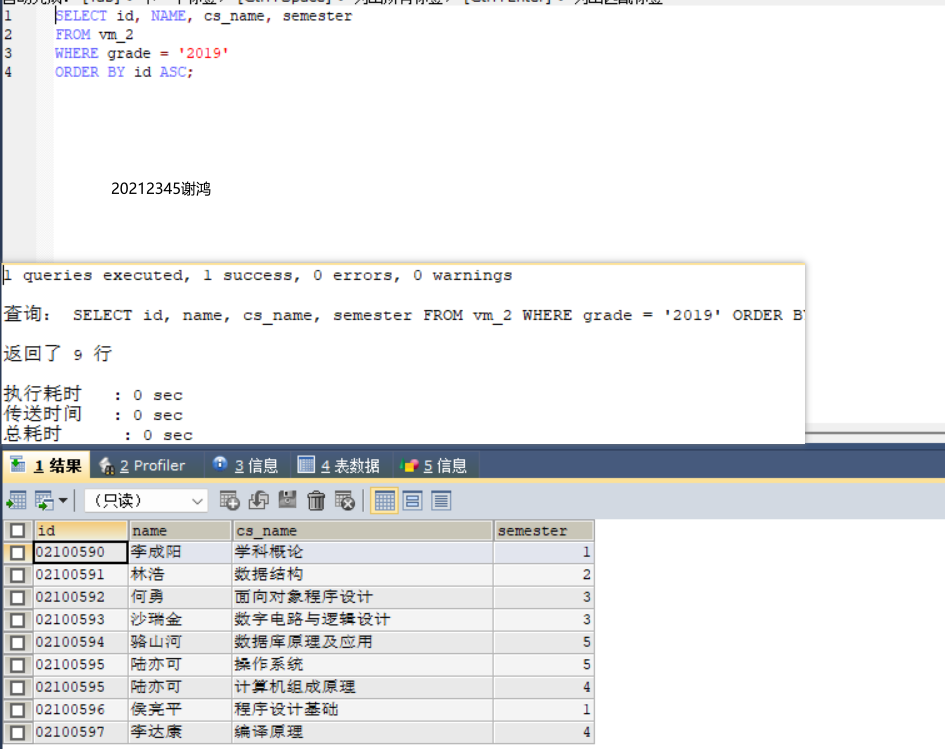 1 SELECT id, NAME, cs_name, semester
2 FROM vm_2
3 WHERE grade = '2019'
4 ORDER BY id ASC;
20212345谢鸿
1 queries executed, 1 success, 0 errors, 0 warnings
查询： SELECT id, name, cs_name, semester FROM vm_2 WHERE grade = '2019' ORDER B
返回了 9 行
执行耗时 : 0 sec
传送时间 : 0 sec
总耗时 : 0 sec
1 结果 2 Profiler 3 信息 4 表数据 5 信息
（只读）
id name cs_name semester
02100590 李成阳 学科概论 1
02100591 林浩 数据结构 2
02100592 何勇 面向对象程序设计 3
02100593 沙瑞金 数字电路与逻辑设计 3
02100594 骆山河 数据库原理及应用 5
02100595 陆亦可 操作系统 5
02100595 陆亦可 计算机组成原理 4
02100596 侯亮平 程序设计基础 1
02100597 李达康 编译原理 4